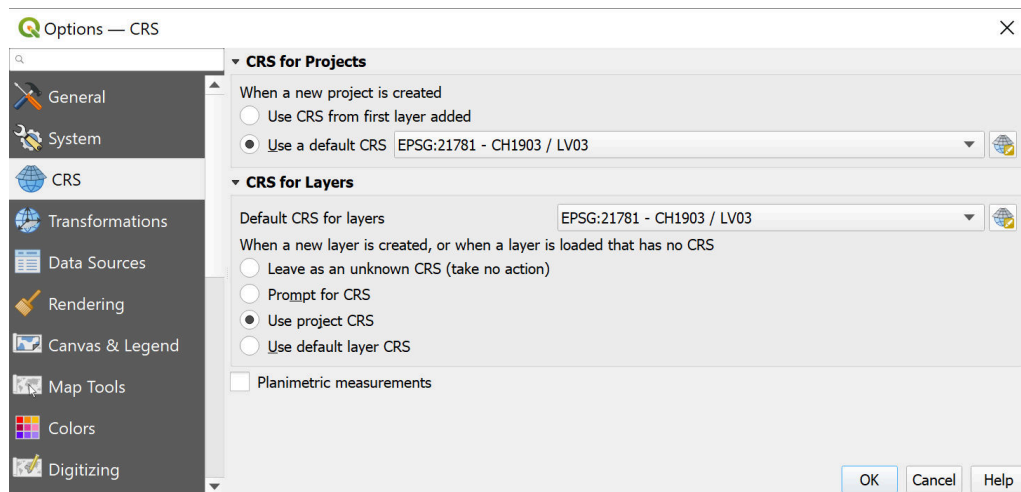 Options — CRS
General
System
CRS
Transformations
Data Sources
Rendering
Canvas & Legend
Map Tools
Colors
Digitizing
CRS for Projects
When a new project is created
Use CRS from first layer added
Use a default CRS EPSG:21781 - CH1903 / LV03
CRS for Layers
Default CRS for layers EPSG:21781 - CH1903 / LV03
When a new layer is created, or when a layer is loaded that has no CRS
Leave as an unknown CRS (take no action)
Prompt for CRS
Use project CRS
Use default layer CRS
Planimetric measurements
OK Cancel Help